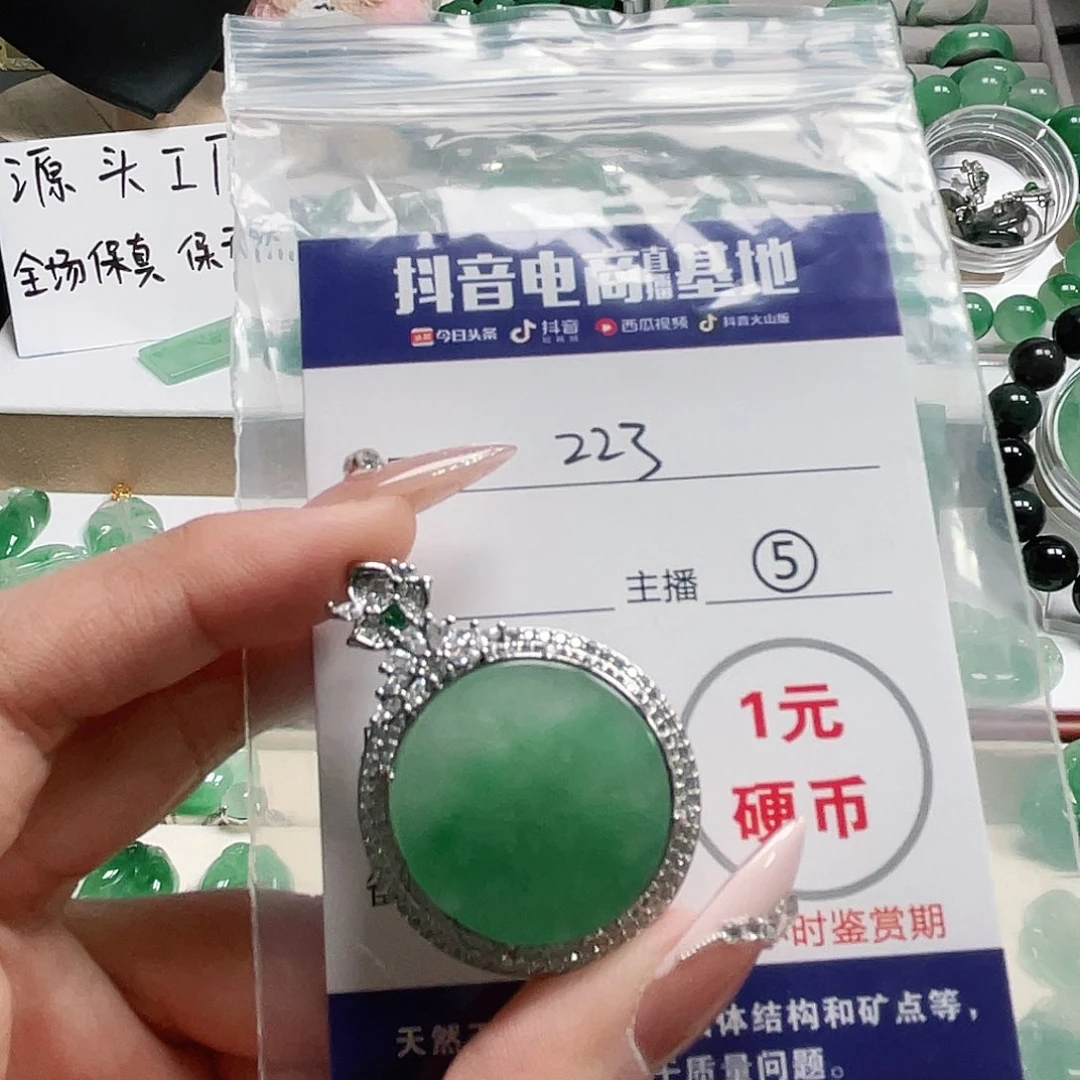 源头工厂
全场保真 保
抖音电商直播基地
今日头条 抖音 西瓜视频 抖音火山版
223
主播 ⑤
1元
硬币
时鉴赏期
天然
体结构和矿点等，
质量问题。